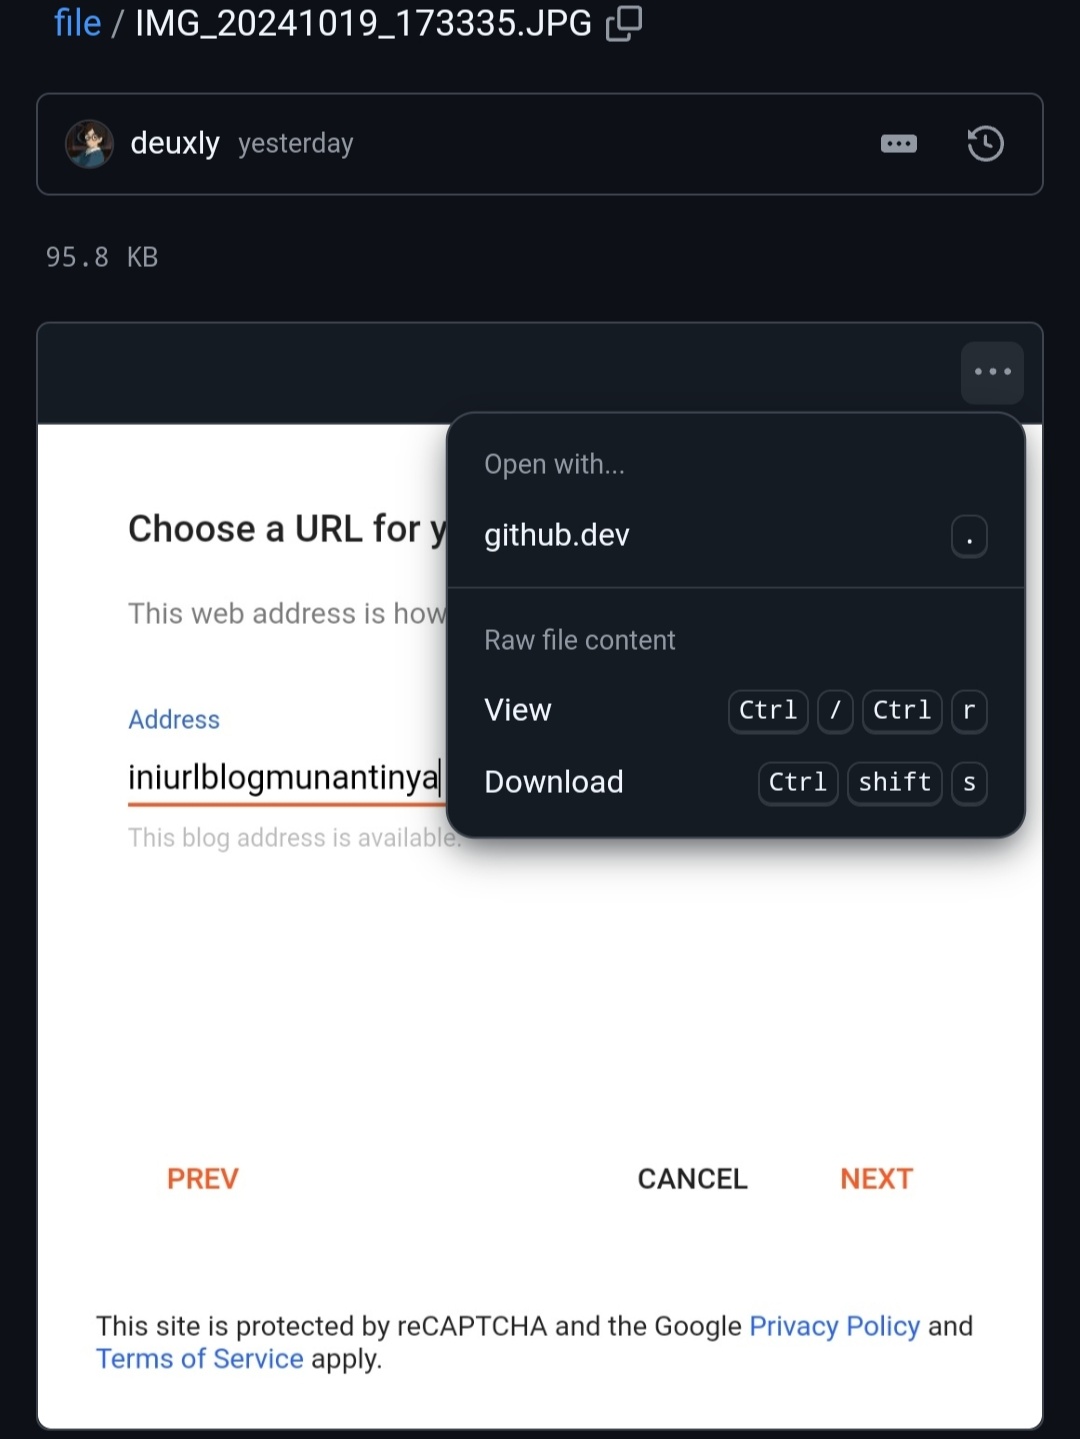 file / IMG_20241019_173335.JPG
deuxly yesterday
95.8 KB
Open with...
github.dev .
Raw file content
View Ctrl / Ctrl r
Download Ctrl shift s
Choose a URL for y
This web address is how
Address
iniurlblogmunantinya
This blog address is available.
PREV CANCEL NEXT
This site is protected by reCAPTCHA and the Google Privacy Policy and
Terms of Service apply.